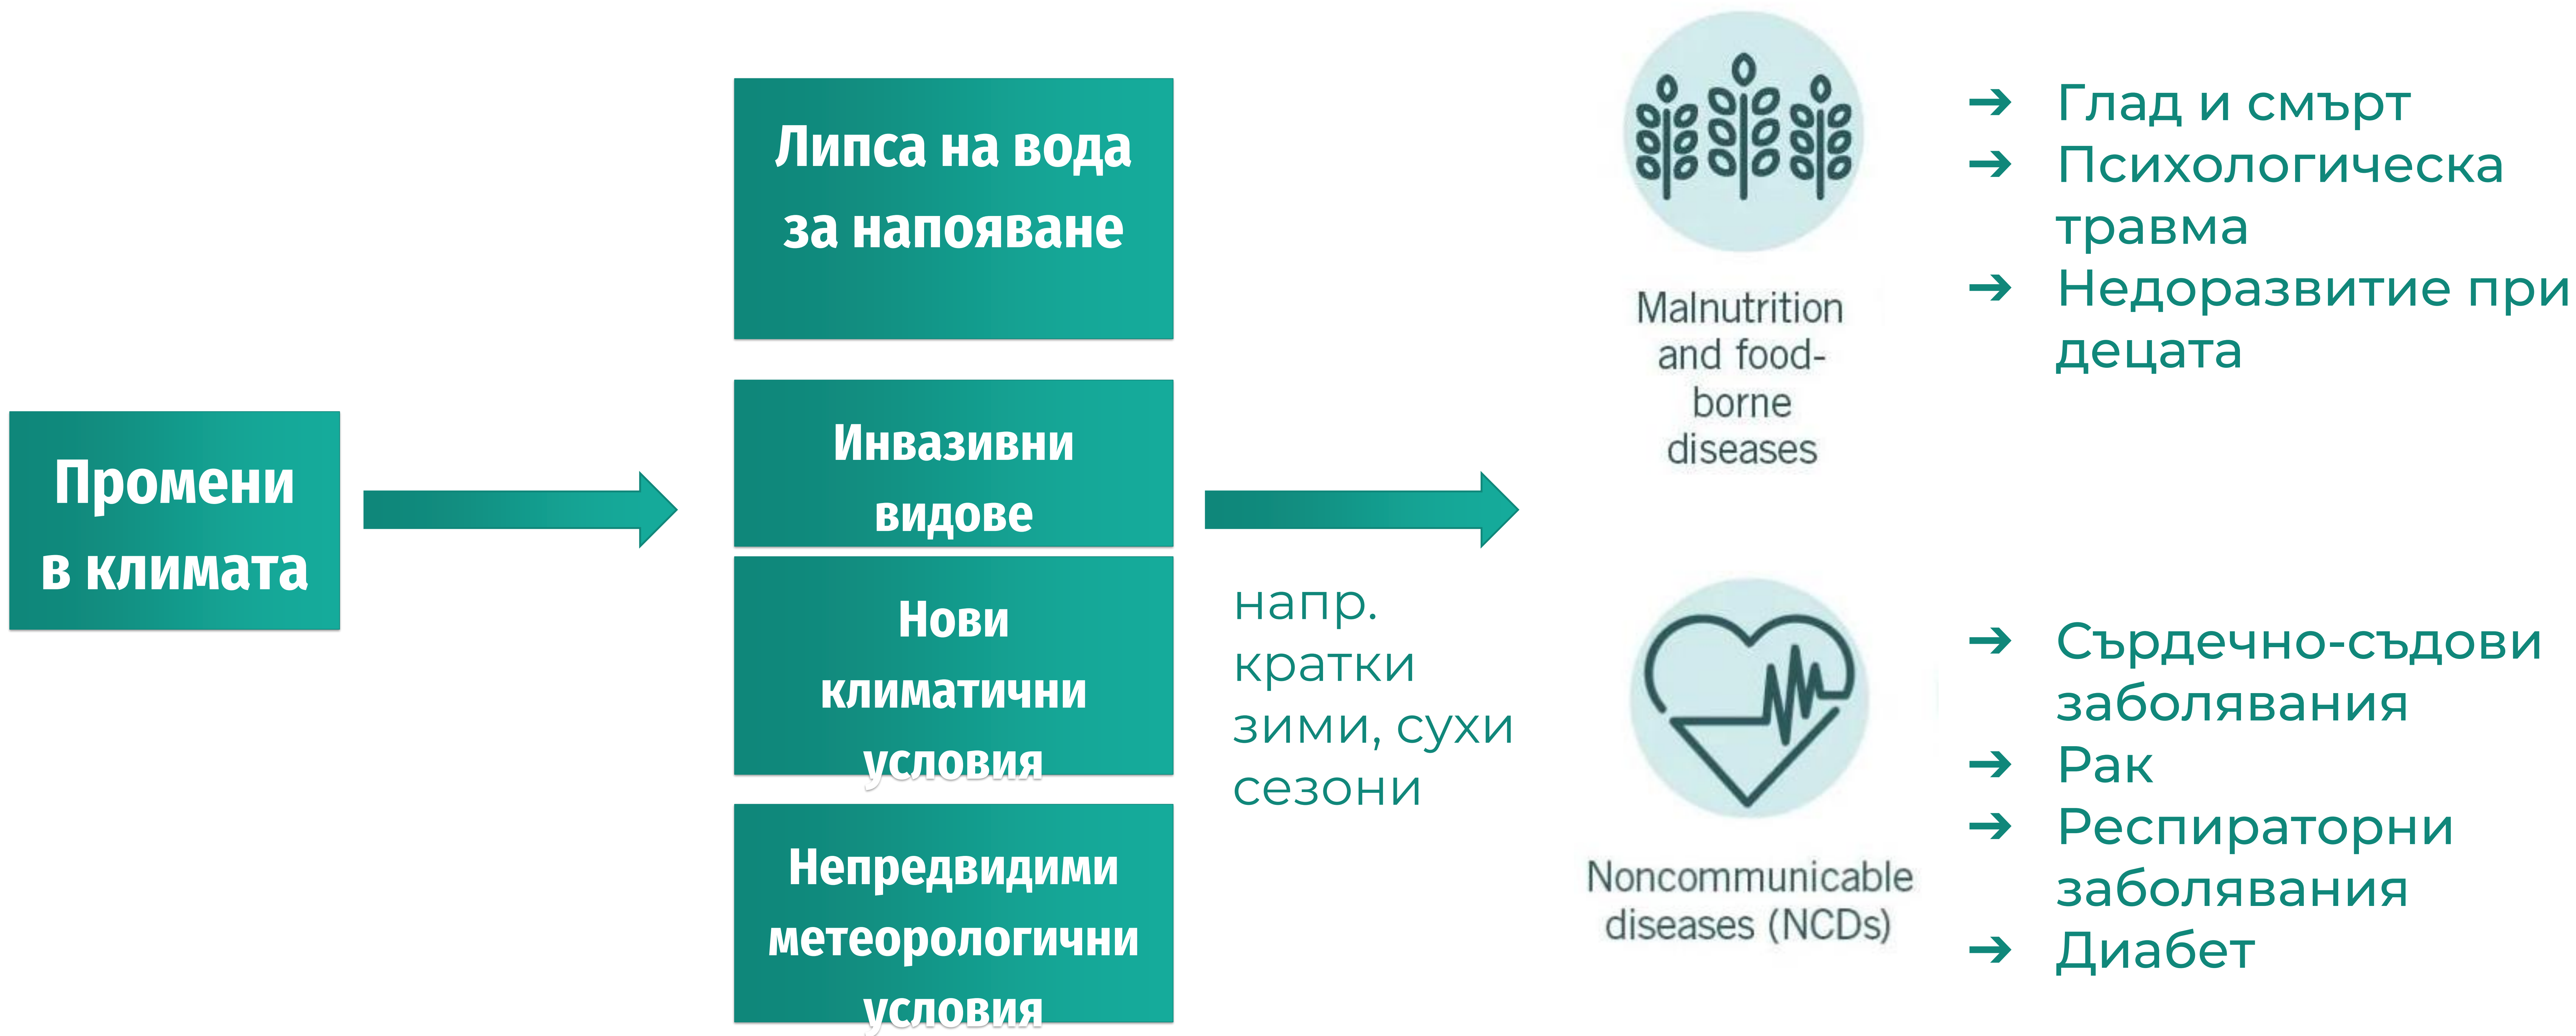 Промени
в климата
Липса на вода
за напояване
Инвазивни
видове
Нови
климатични
условия
Непредвидими
метеорологични
условия
напр.
кратки
зими, сухи
сезони
Malnutrition
and food-
borne
diseases
➔ Глад и смърт
➔ Психологическа
травма
➔ Недоразвитие при
децата
Noncommunicable
diseases (NCDs)
➔ Сърдечно-съдови
заболявания
➔ Рак
➔ Респираторни
заболявания
➔ Диабет